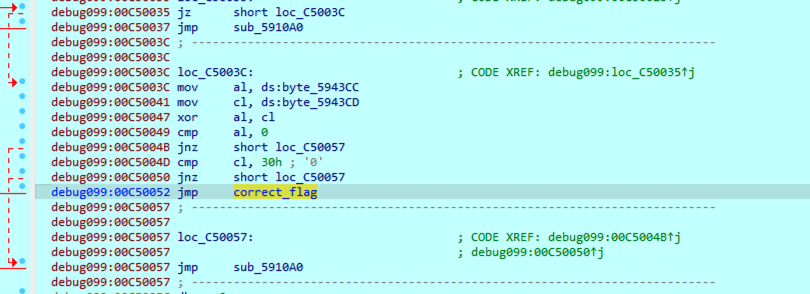 debug099:00C50035 jz short loc_C5003C
debug099:00C50037 jmp sub_5910A0
debug099:00C5003C ; ---------------------------------------------------------------------------
debug099:00C5003C
debug099:00C5003C loc_C5003C: ; CODE XREF: debug099:loc_C50035↑j
debug099:00C5003C mov al, ds:byte_5943CC
debug099:00C50041 mov cl, ds:byte_5943CD
debug099:00C50047 xor al, cl
debug099:00C50049 cmp al, 0
debug099:00C5004B jnz short loc_C50057
debug099:00C5004D cmp cl, 30h ; '0'
debug099:00C50050 jnz short loc_C50057
debug099:00C50052 jmp correct_flag
debug099:00C50057 ; ---------------------------------------------------------------------------
debug099:00C50057
debug099:00C50057 loc_C50057: ; CODE XREF: debug099:00C5004B↑j
debug099:00C50057 ; debug099:00C50050↑j
debug099:00C50057 jmp sub_5910A0
debug099:00C50057 ; ---------------------------------------------------------------------------